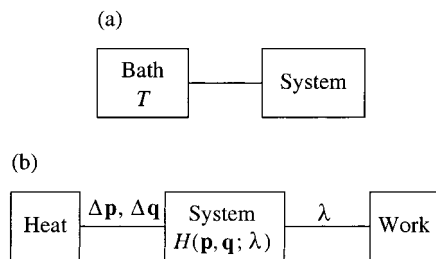 (a)
Bath
T
System
(b)
Heat
Δp, Δq
System
H(p, q; λ)
λ
Work